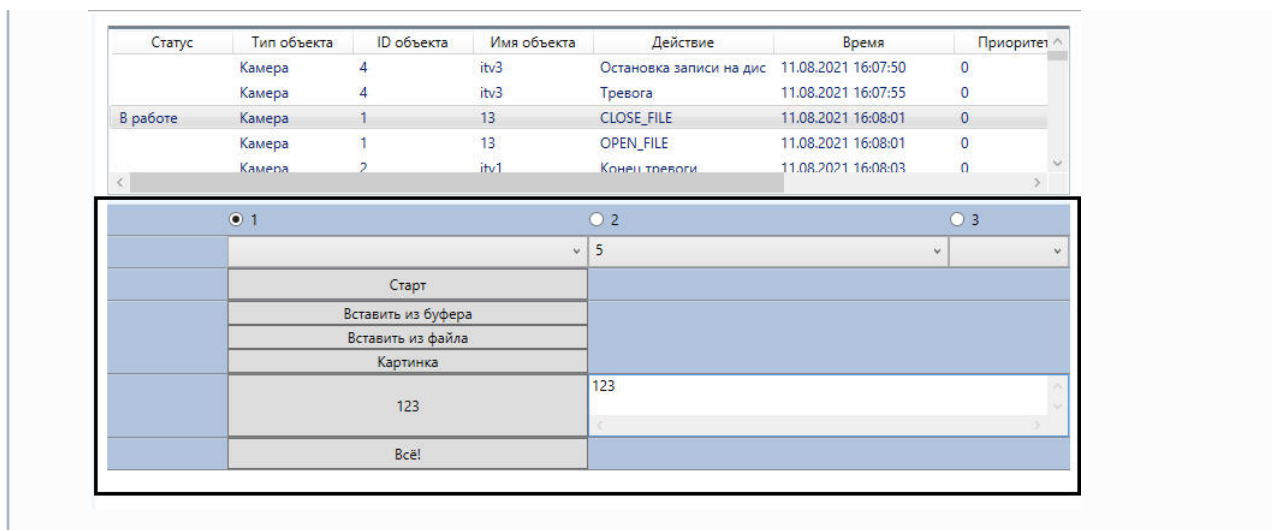 Статус Тип объекта ID объекта Имя объекта Действие Время Приоритет
Камера 4 itv3 Остановка записи на дис 11.08.2021 16:07:50 0
Камера 4 itv3 Тревога 11.08.2021 16:07:55 0
В работе Камера 1 13 CLOSE_FILE 11.08.2021 16:08:01 0
Камера 1 13 OPEN_FILE 11.08.2021 16:08:01 0
Камера 2 itv1 Конец тревоги 11.08.2021 16:08:03 0
1 2 3
5
Старт
Вставить из буфера
Вставить из файла
Картинка
123 123
Всё!